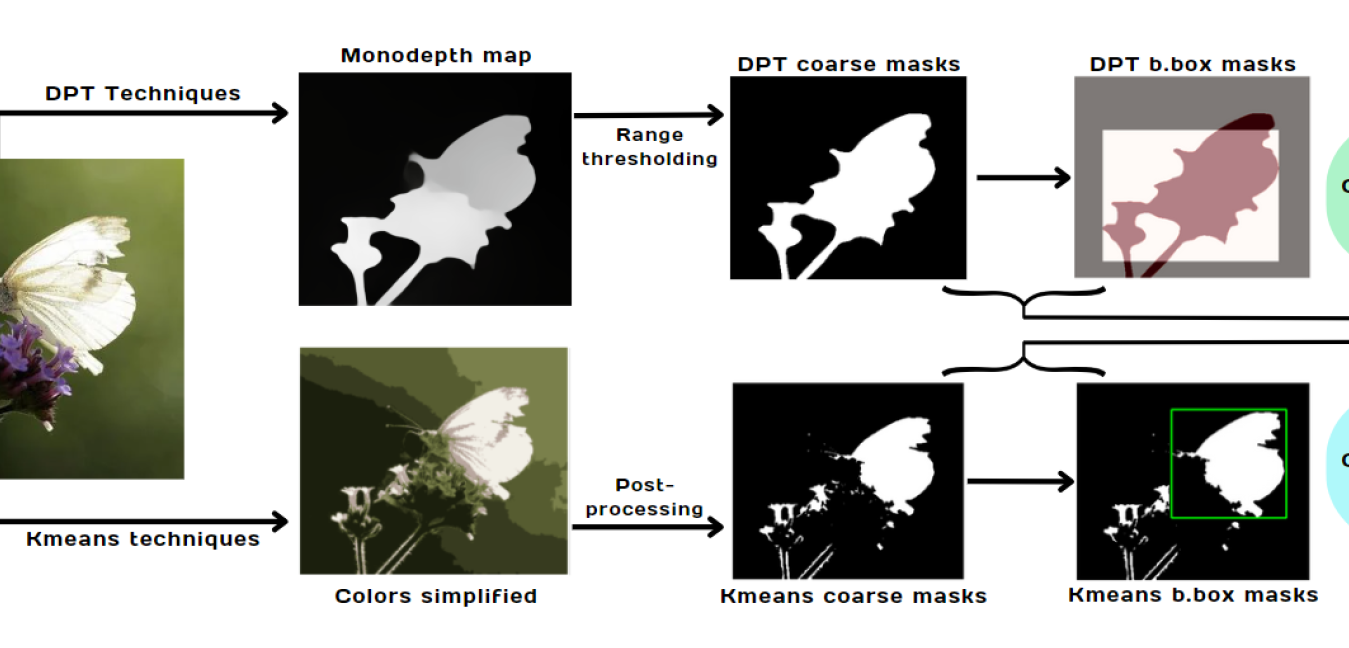 Monodepth map
DPT coarse masks
DPT b.box masks
DPT Techniques
Range
thresholding
Post-
processing
Kmeans techniques
Colors simplified
Kmeans coarse masks
Kmeans b.box masks